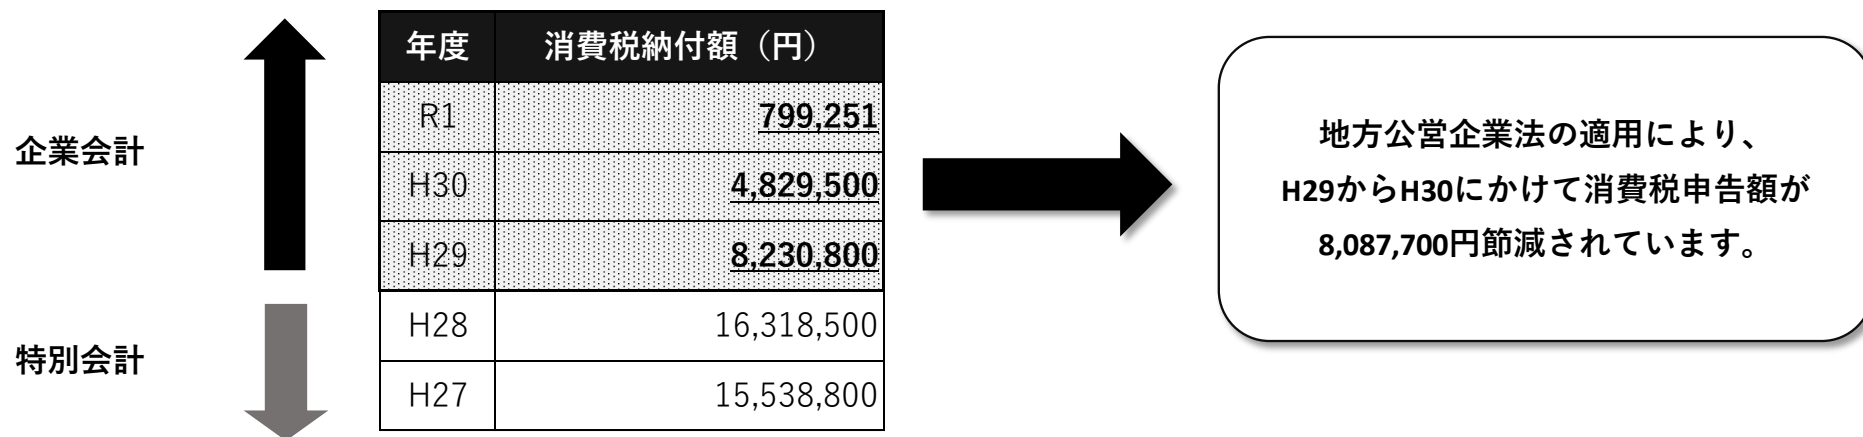 企業会計
特別会計
年度 消費税納付額（円）
R1 799,251
H30 4,829,500
H29 8,230,800
H28 16,318,500
H27 15,538,800
地方公営企業法の適用により、
H29からH30にかけて消費税申告額が
8,087,700円節減されています。